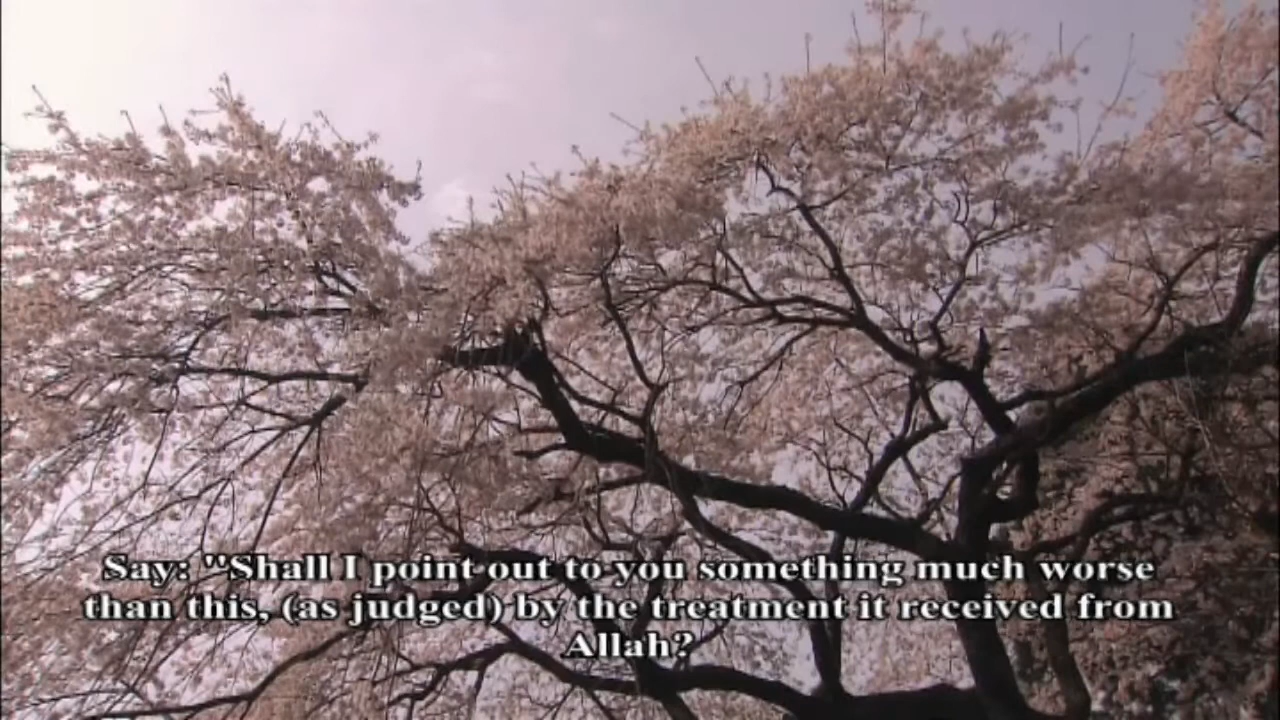 Say: "Shall I point out to you something much worse
than this, (as judged) by the treatment it received from
Allah?